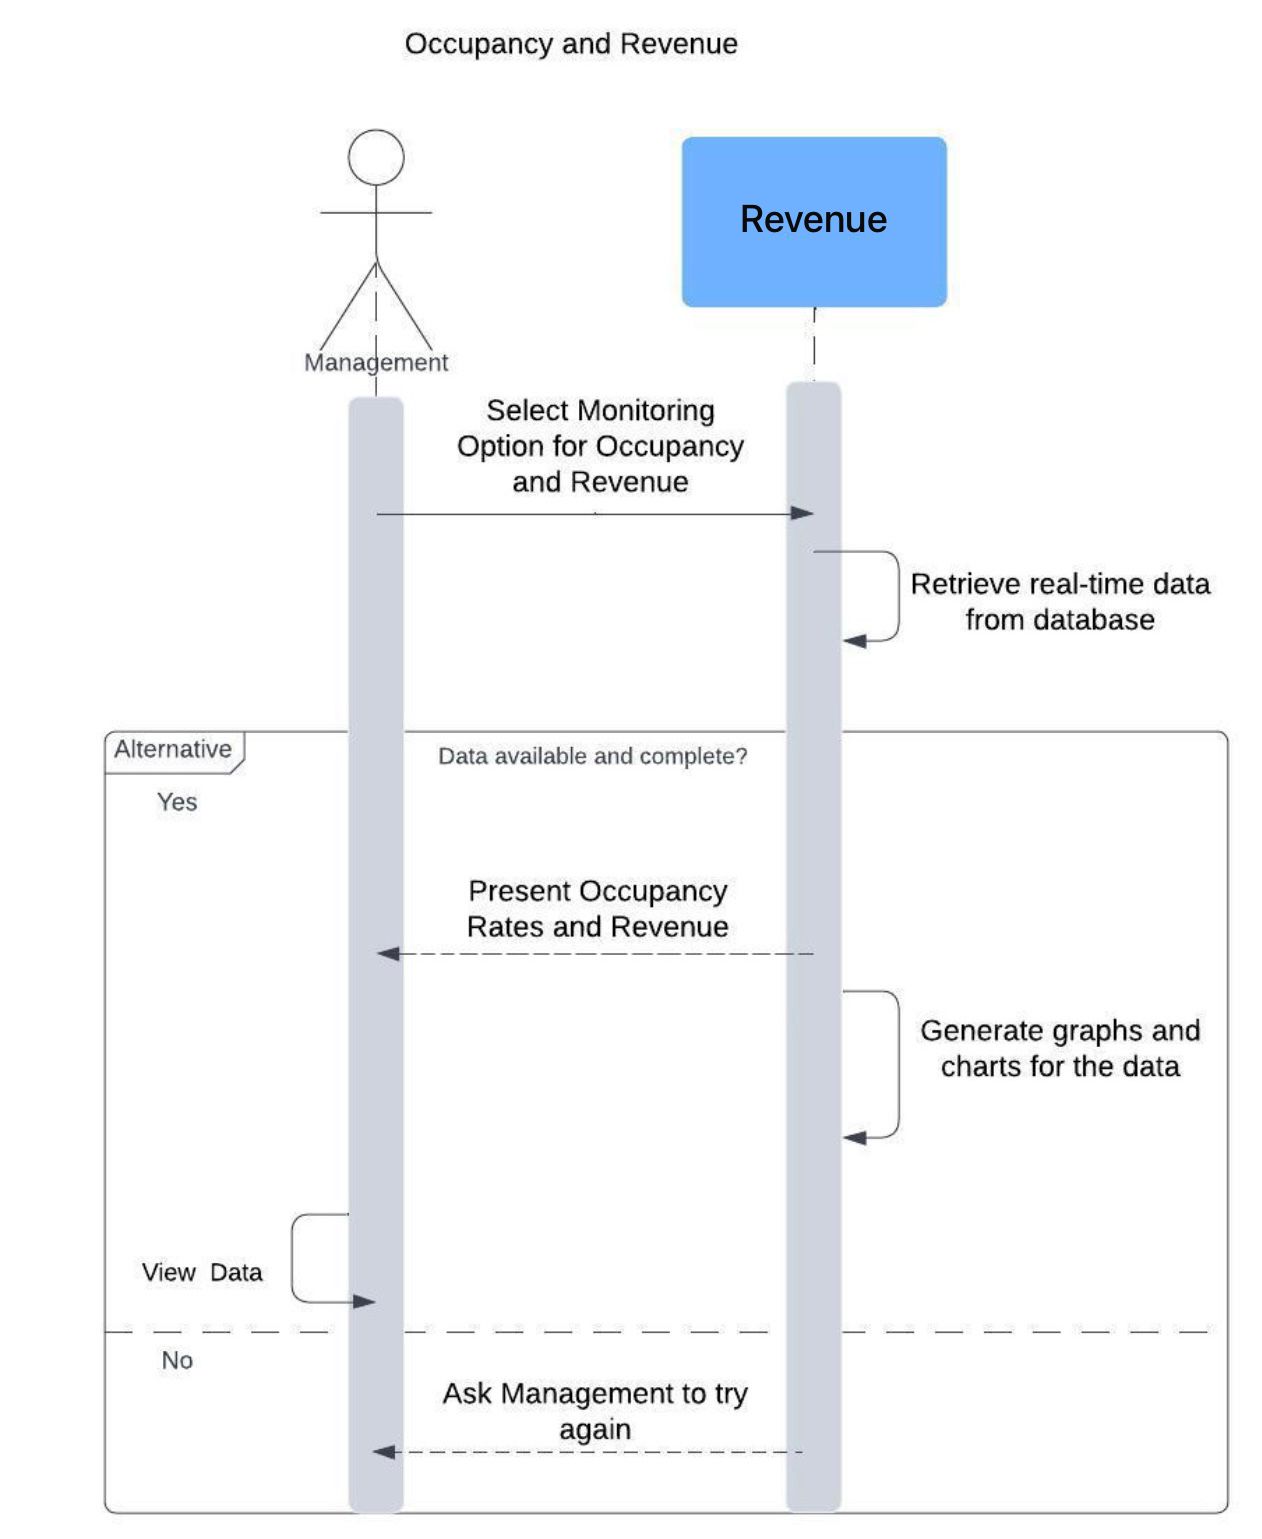 Occupancy and Revenue
Revenue
Management
Select Monitoring
Option for Occupancy
and Revenue
Retrieve real-time data
from database
Alternative
Data available and complete?
Yes
Present Occupancy
Rates and Revenue
Generate graphs and
charts for the data
View Data
No
Ask Management to try
again